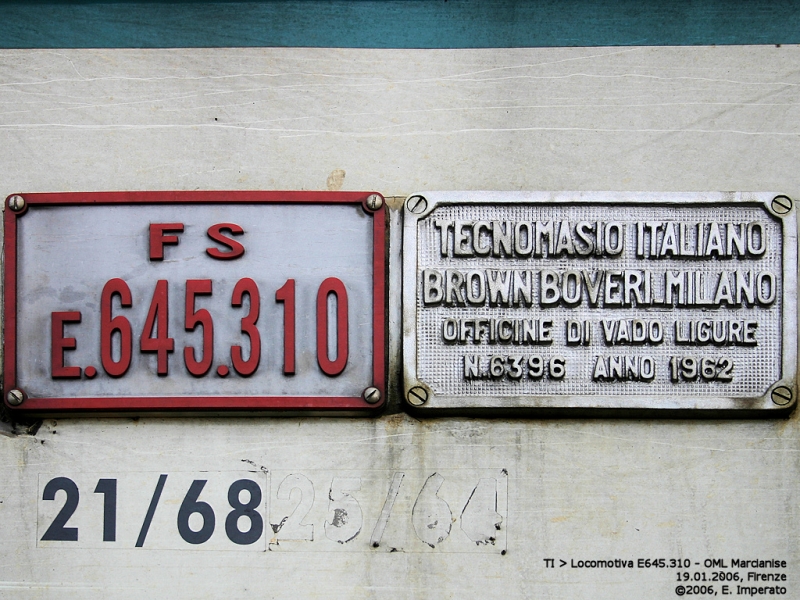 FS
E.645.310
TECNOMASIO ITALIANO
BROWN BOVERI MILANO
OFFICINE DI VADO LIGURE
N.6396 ANNO 1962
21/68 25/64
TI > Locomotiva E645.310 - OML Marcianise
19.01.2006, Firenze
©2006, E. Imperato